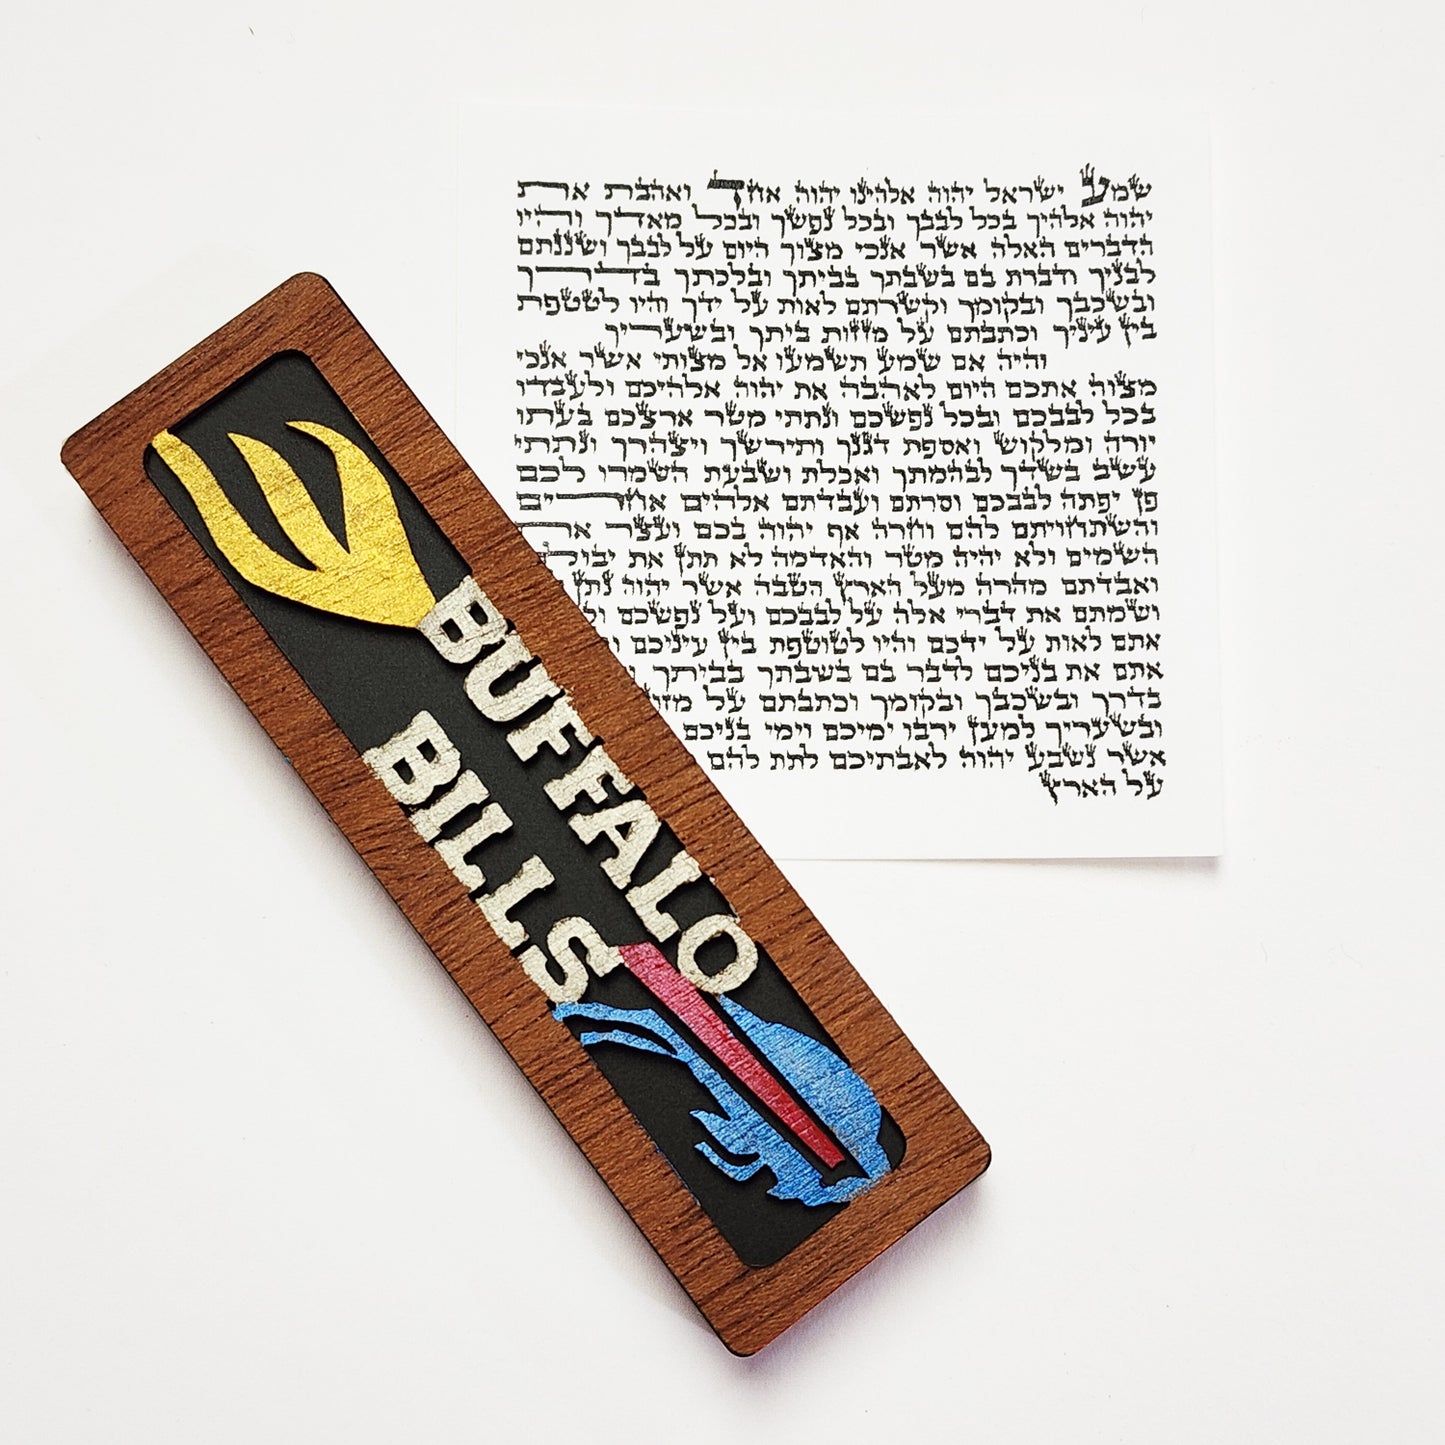 שמע ישראל יהוה אלהינו יהוה אחד ואהבת את
יהוה אלהיך בכל לבבך ובכל נפשך ובכל מאדך והיו
הדברים האלה אשר אנכי מצוך היום על לבבך ושננתם
לבניך ודברת בם בשבתך בביתך ובלכתך בדרך
ובשכבך ובקומך וקשרתם לאות על ידך והיו לטטפת
בין עיניך וכתבתם על מזזות ביתך ובשעריך
והיה אם שמע תשמעו אל מצותי אשר אנכי
מצוה אתכם היום לאהבה את יהוה אלהיכם ולעבדו
בכל לבבכם ובכל נפשכם ונתתי מטר ארצכם בעתו
יורה ומלקוש ואספת דגנך ותירשך ויצהרך ונתתי
עשב בשדך לבהמתך ואכלת ושבעת השמרו לכם
פן יפתה לבבכם וסרתם ועבדתם אלהים אחרים
והשתחויתם להם וחרה אף יהוה בכם ועצר את
השמים ולא יהיה מטר והאדמה לא תתן את יבול
ואבדתם מהרה מעל הארץ הטבה אשר יהוה נתן
ושמתם את דברי אלה על לבבכם ועל נפשכם
אתם לאות על ידכם והיו לטוטפת בין עיניכם
אתם את בניכם לדבר בם בשבתך בביתך
בדרך ובשכבך ובקומך וכתבתם על
ובשעריך למען ירבו ימיכם וימי בניכם
אשר נשבע יהוה לאבתיכם לתת להם
על הארץ
ש
BUFFALO
BILLS